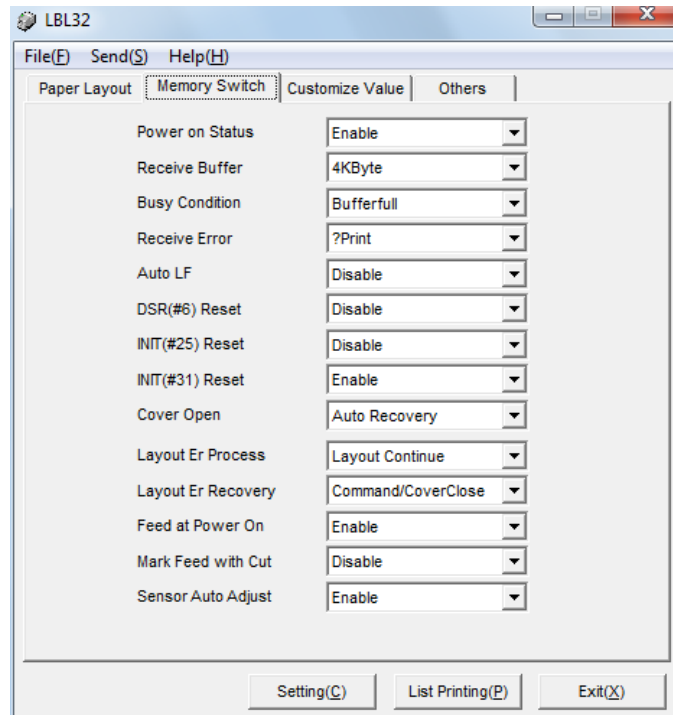 LBL32
File(F) Send(S) Help(H)
Paper Layout Memory Switch Customize Value Others
Power on Status Enable
Receive Buffer 4KByte
Busy Condition Bufferfull
Receive Error ?Print
Auto LF Disable
DSR(#6) Reset Disable
INIT(#25) Reset Disable
INIT(#31) Reset Enable
Cover Open Auto Recovery
Layout Er Process Layout Continue
Layout Er Recovery Command/CoverClose
Feed at Power On Enable
Mark Feed with Cut Disable
Sensor Auto Adjust Enable
Setting(C) List Printing(P) Exit(X)